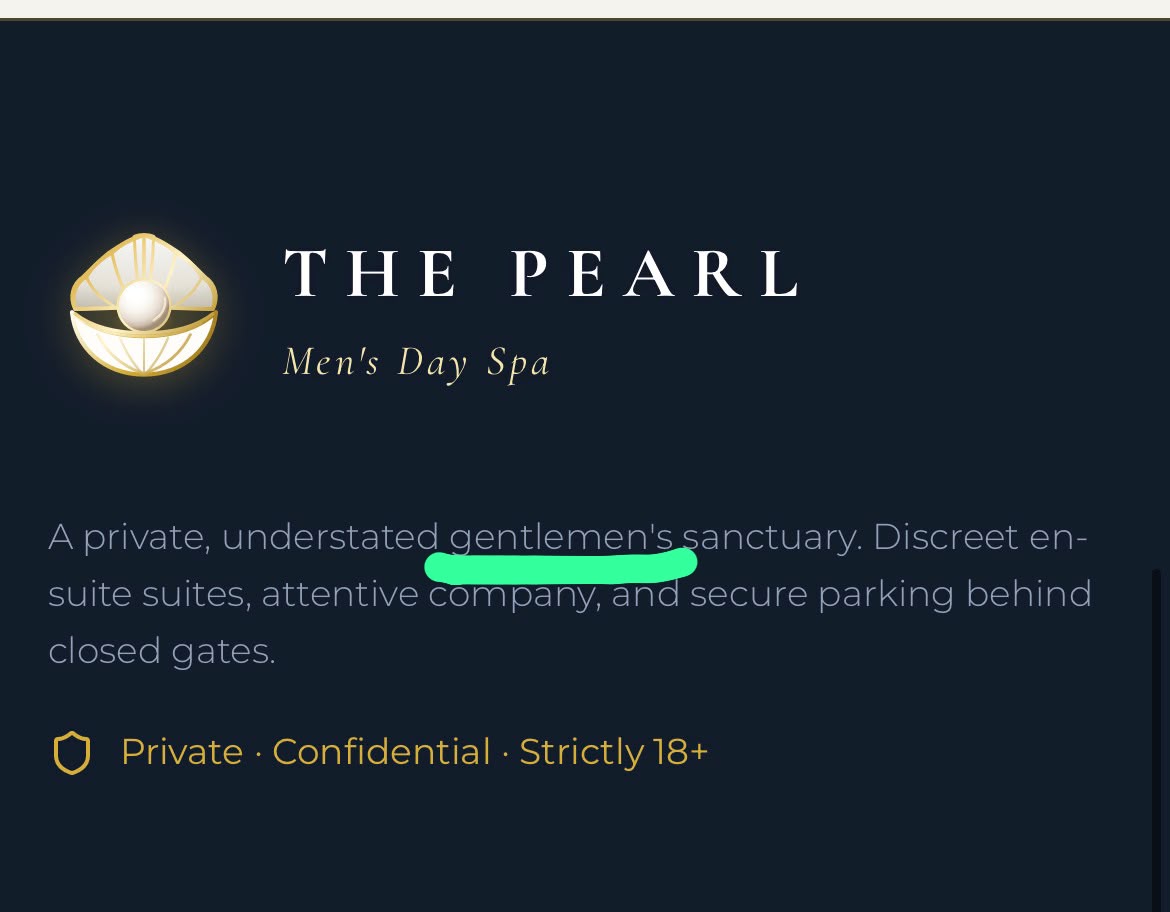 THE PEARL
Men's Day Spa
A private, understated gentlemen's sanctuary. Discreet en-
suite suites, attentive company, and secure parking behind
closed gates.
Private · Confidential · Strictly 18+